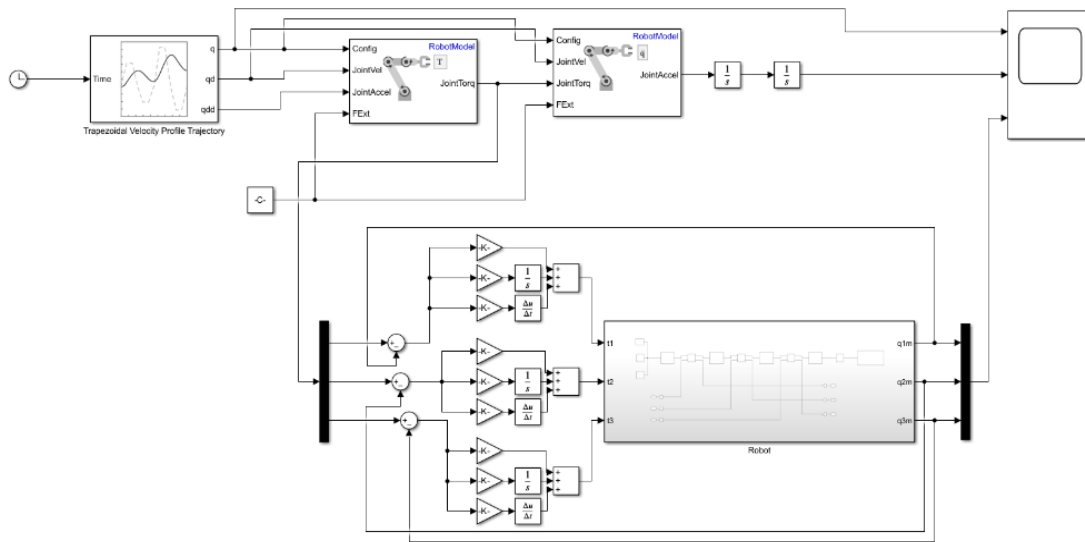 Time
q
qd
qdd
Trapezoidal Velocity Profile Trajectory
RobotModel
Config
JointVel
JointAccel
FExt
T
JointTorq
RobotModel
Config
JointVel
JointTorq
FExt
q̈
JointAccel
1/s
1/s
-C-
-K-
-K-
1/s
-K-
Δu/Δt
+
+
+
-K-
-K-
1/s
-K-
Δu/Δt
+
+
+
-K-
-K-
1/s
-K-
Δu/Δt
+
+
+
+
−
+
−
+
−
t1
t2
t3
q1m
q2m
q3m
Robot